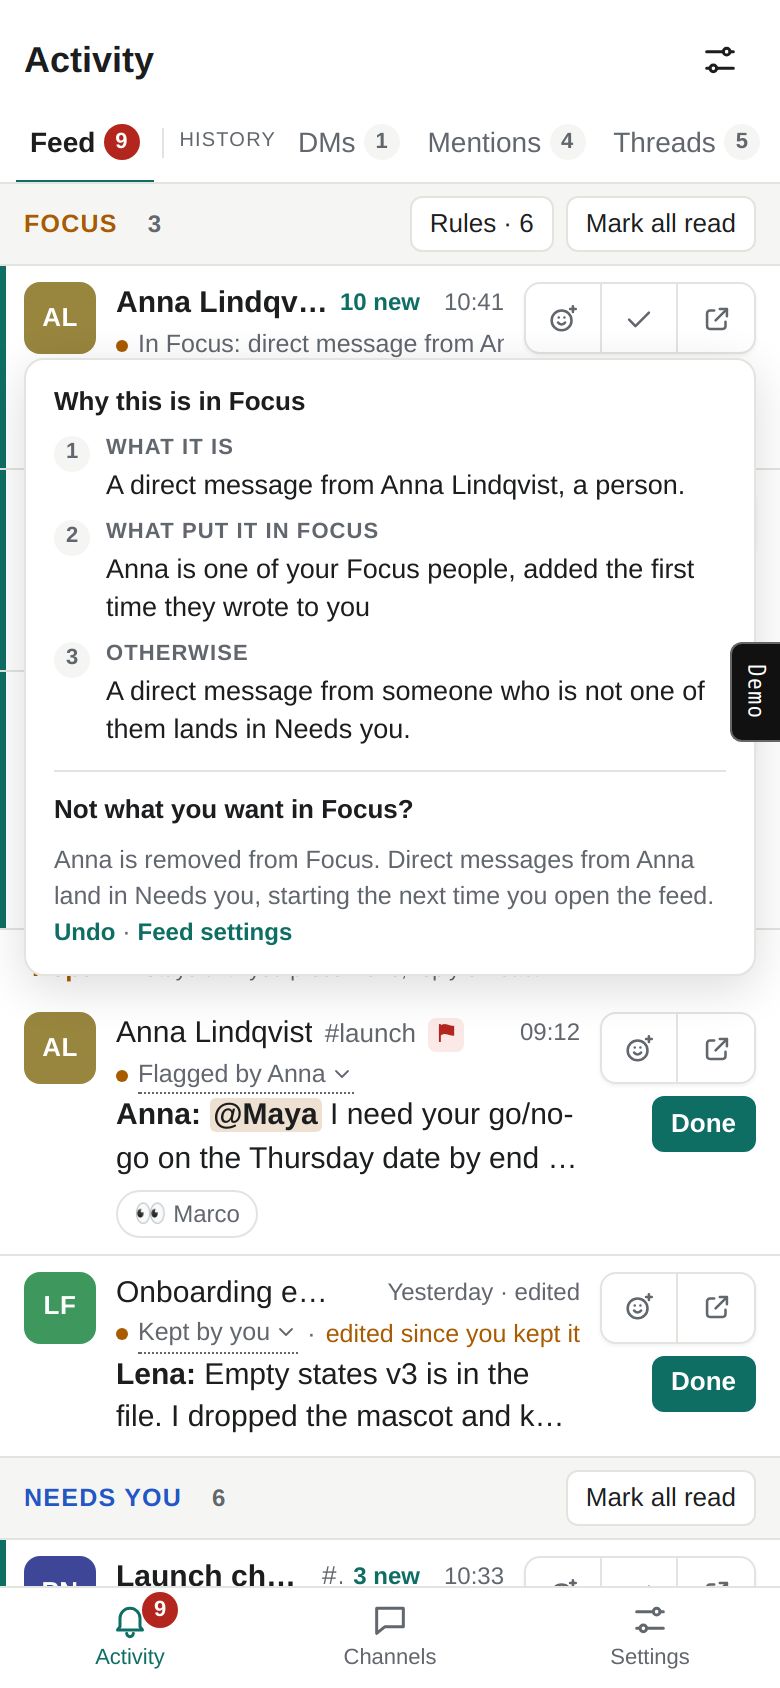 Activity
Feed 9 HISTORY DMs 1 Mentions 4 Threads 5
FOCUS 3 Rules · 6 Mark all read
AL Anna Lindqv… 10 new 10:41
In Focus: direct message from Ar
Why this is in Focus
1 WHAT IT IS
A direct message from Anna Lindqvist, a person.
2 WHAT PUT IT IN FOCUS
Anna is one of your Focus people, added the first
time they wrote to you
3 OTHERWISE
A direct message from someone who is not one of
them lands in Needs you.
Demo
Not what you want in Focus?
Anna is removed from Focus. Direct messages from Anna
land in Needs you, starting the next time you open the feed.
Undo · Feed settings
AL Anna Lindqvist #launch 09:12
Flagged by Anna
Anna: @Maya I need your go/no-
go on the Thursday date by end …
Done
👀 Marco
LF Onboarding e… Yesterday · edited
Kept by you · edited since you kept it
Lena: Empty states v3 is in the
file. I dropped the mascot and k…
Done
NEEDS YOU 6 Mark all read
Launch ch… #. 3 new 10:33
9
Activity Channels Settings